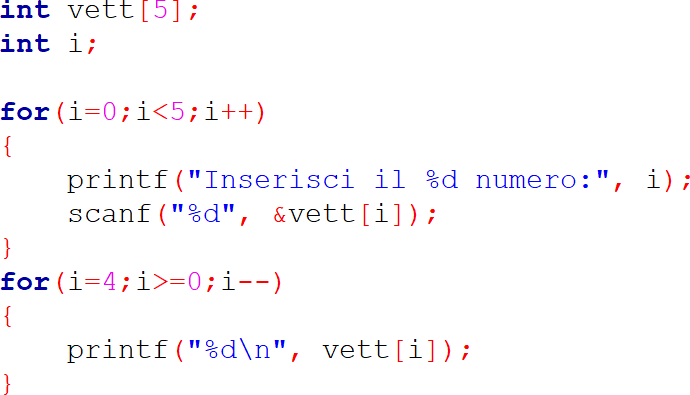 int vett[5];
int i;
for(i=0;i<5;i++)
{
    printf("Inserisci il %d numero:", i);
    scanf("%d", &vett[i]);
}
for(i=4;i>=0;i--)
{
    printf("%d\n", vett[i]);
}